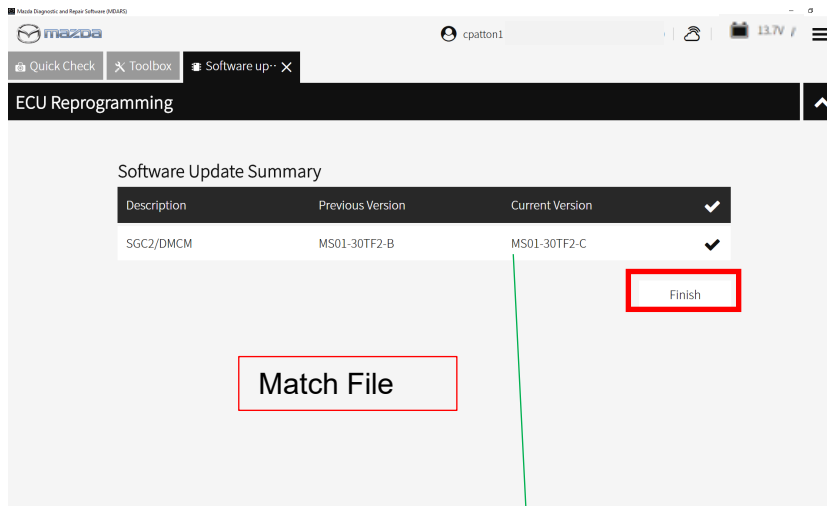 Mazda Diagnostic and Repair Software (MDARS)
mazda
cpatton1
13.7V /
Quick Check
Toolbox
Software up··
ECU Reprogramming
Software Update Summary
Description Previous Version Current Version
SGC2/DMCM MS01-30TF2-B MS01-30TF2-C
Finish
Match File